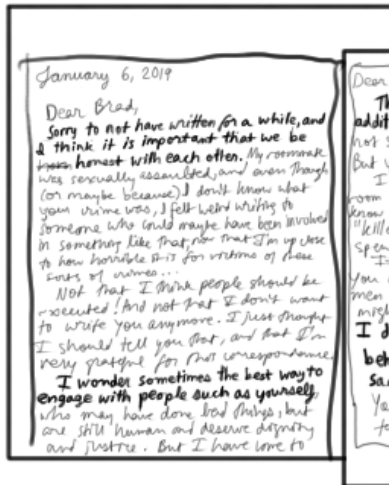 January 6, 2019
Dear Brad,
Sorry to not have written for a while, and
I think it is important that we be
honest with each other. My roommate
was sexually assaulted, and even though
(or maybe because) I don't know what
your crime was, I felt weird writing to
someone who could maybe have been involved
in something like that, now that I'm up close
to how horrible it is for victims of these
sorts of crimes...
Not that I think people should be
executed! And not that I don't want
to write you anymore. I just thought
I should tell you that, and that I'm
very grateful for this correspondence.
I wonder sometimes the best way to
engage with people such as yourself,
who may have done bad things, but
are still human and deserve dignity
and justice. But I have come to
Dear
Th
addit
not s
But w
I
room
know
"kille
spen
I
You
men
migh
I d
beh
sa
Yo
fo